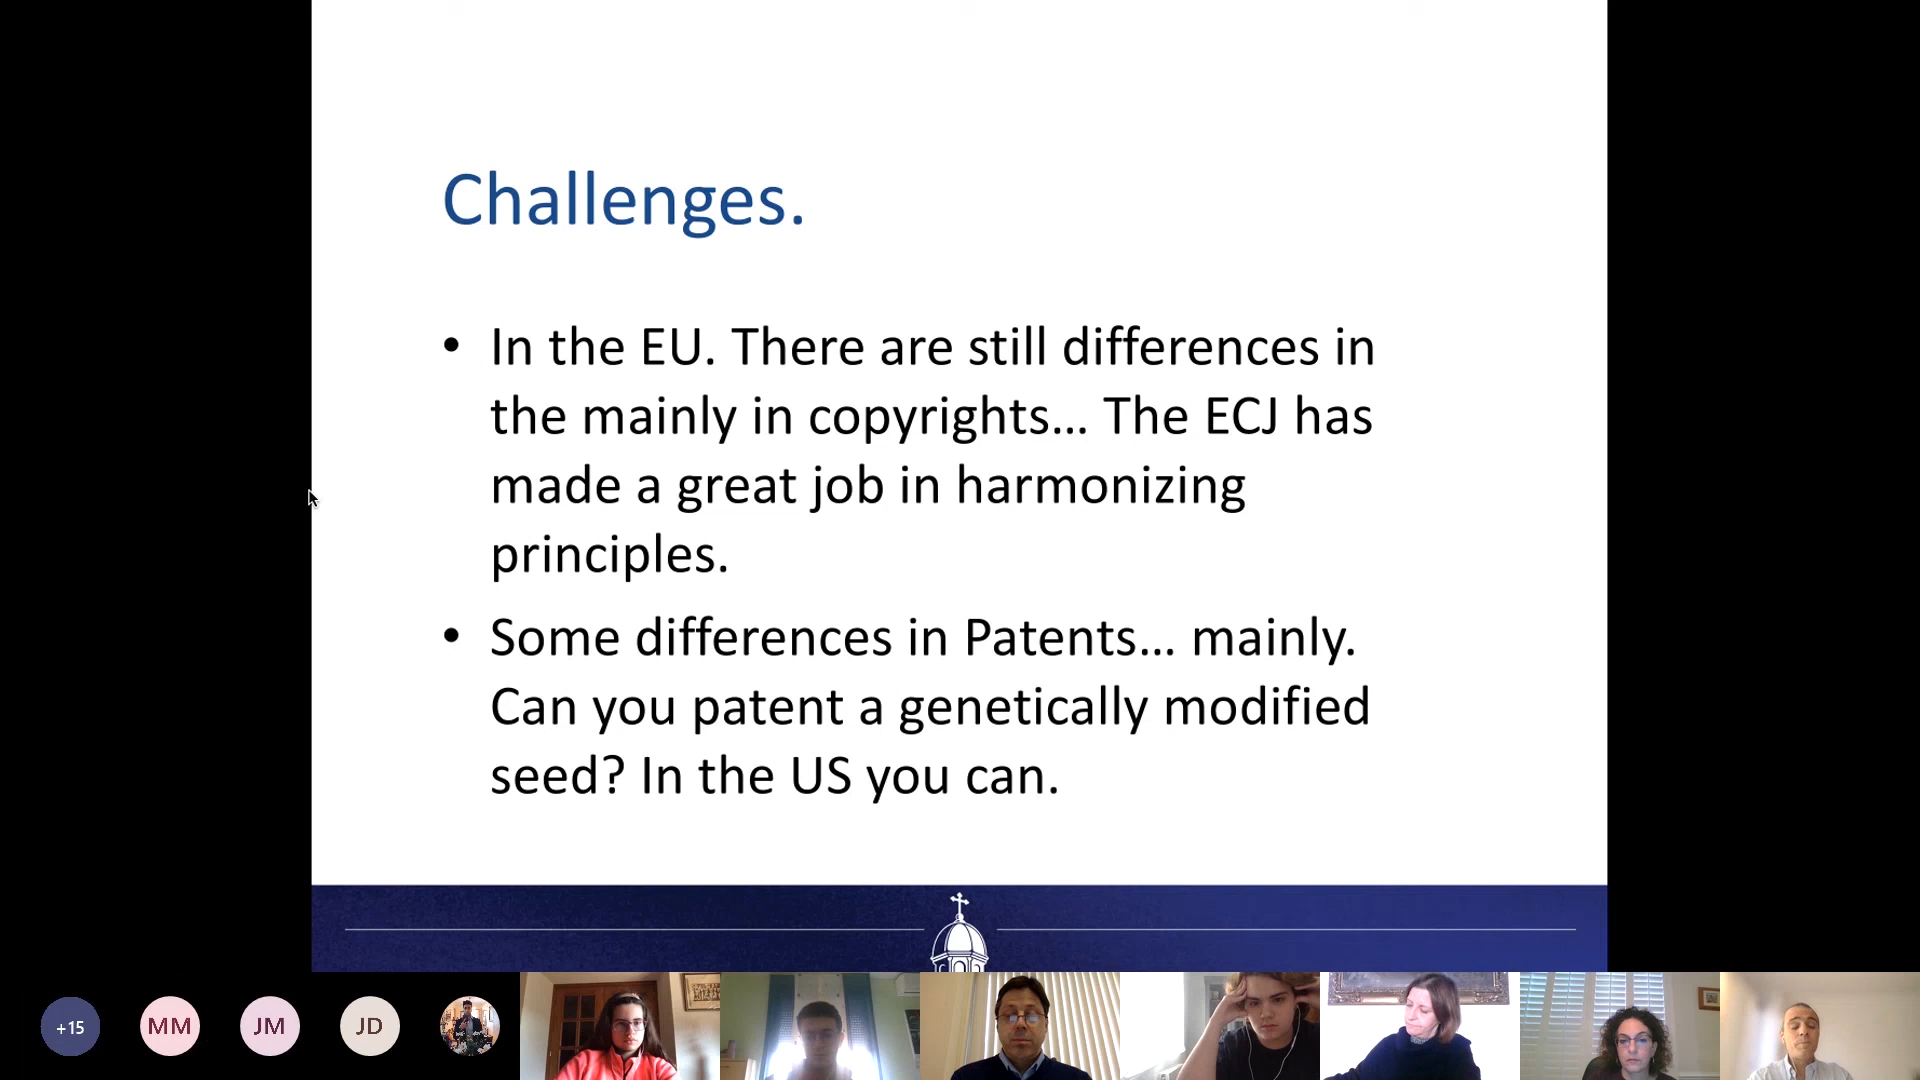 Challenges.
• In the EU. There are still differences in
the mainly in copyrights... The ECJ has
made a great job in harmonizing
principles.
• Some differences in Patents... mainly.
Can you patent a genetically modified
seed? In the US you can.
+15
MM
JM
JD